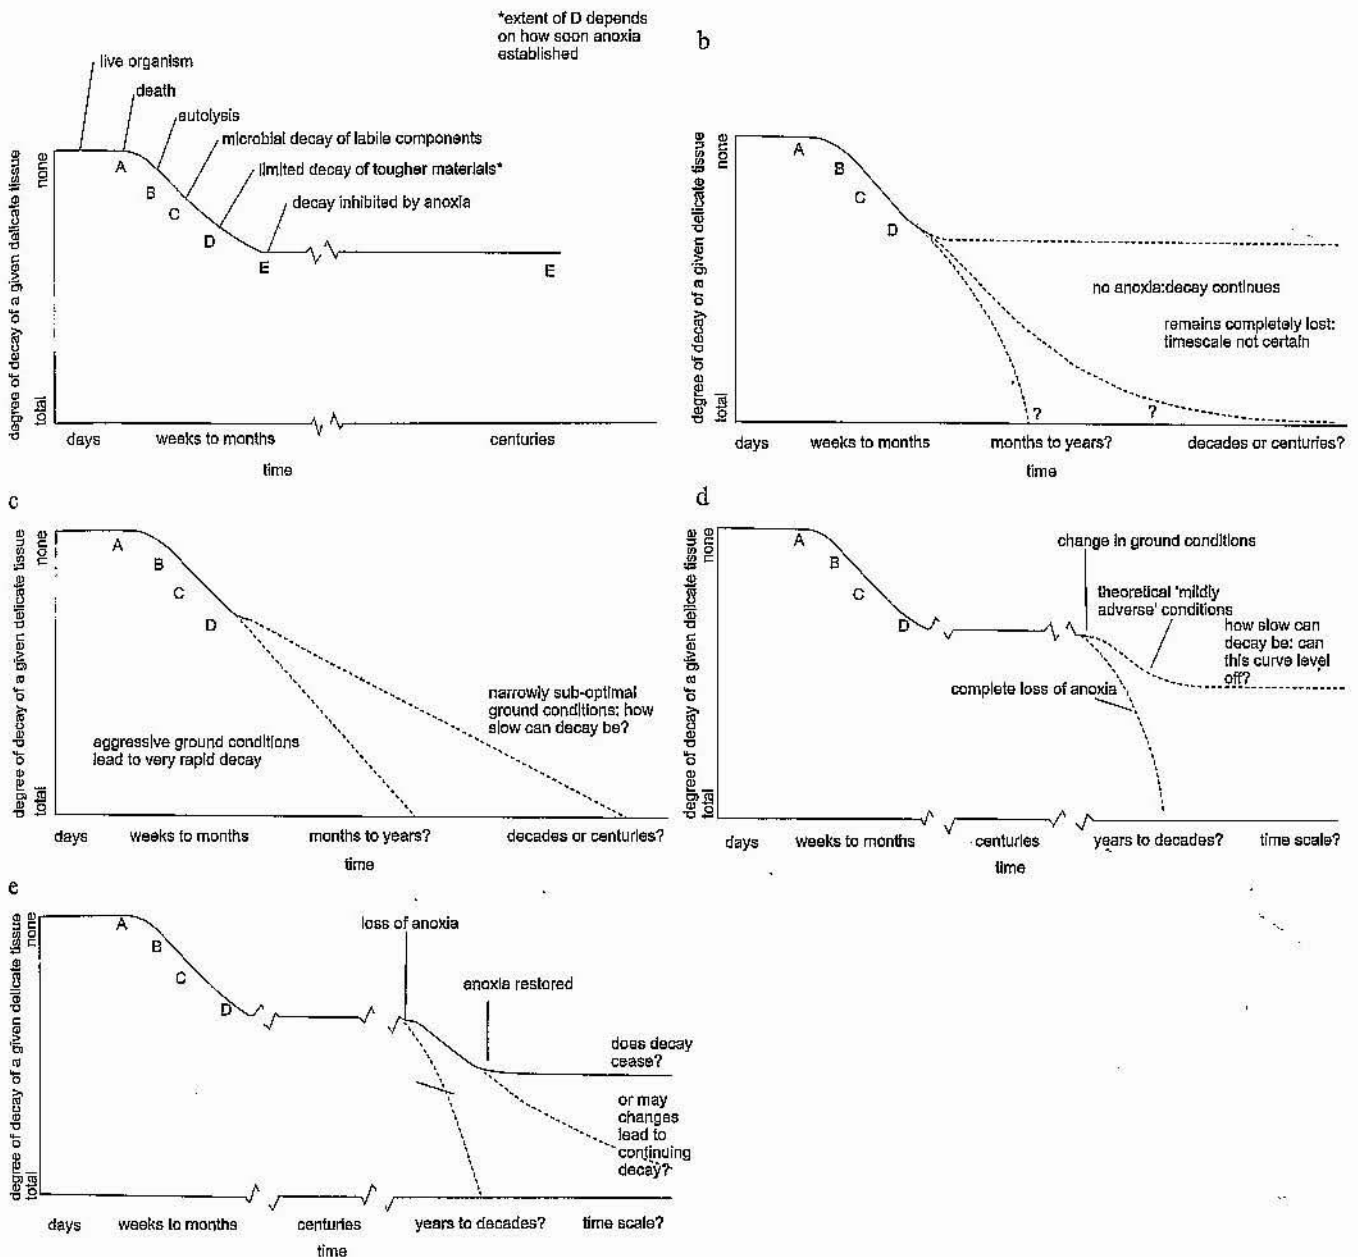 *extent of D depends
on how soon anoxia
established
live organism
death
autolysis
microbial decay of labile components
limited decay of tougher materials*
decay inhibited by anoxia
A
B
C
D
E
E
degree of decay of a given delicate tissue
none
total
days
weeks to months
centuries
time
b
degree of decay of a given delicate tissue
none
total
A
B
C
D
no anoxia:decay continues
remains completely lost:
timescale not certain
?
?
days
weeks to months
months to years?
decades or centuries?
time
c
degree of decay of a given delicate tissue
none
total
A
B
C
D
narrowly sub-optimal
ground conditions: how
slow can decay be?
aggressive ground conditions
lead to very rapid decay
days
weeks to months
months to years?
decades or centuries?
time
d
degree of decay of a given delicate tissue
none
total
A
B
C
D
change in ground conditions
theoretical 'mildly
adverse' conditions
how slow can
decay be: can
this curve level
off?
complete loss of anoxia
days
weeks to months
centuries
years to decades?
time scale?
time
e
degree of decay of a given delicate tissue
none
total
A
B
C
D
loss of anoxia
anoxia restored
does decay
cease?
or may
changes
lead to
continuing
decay?
days
weeks to months
centuries
years to decades?
time scale?
time